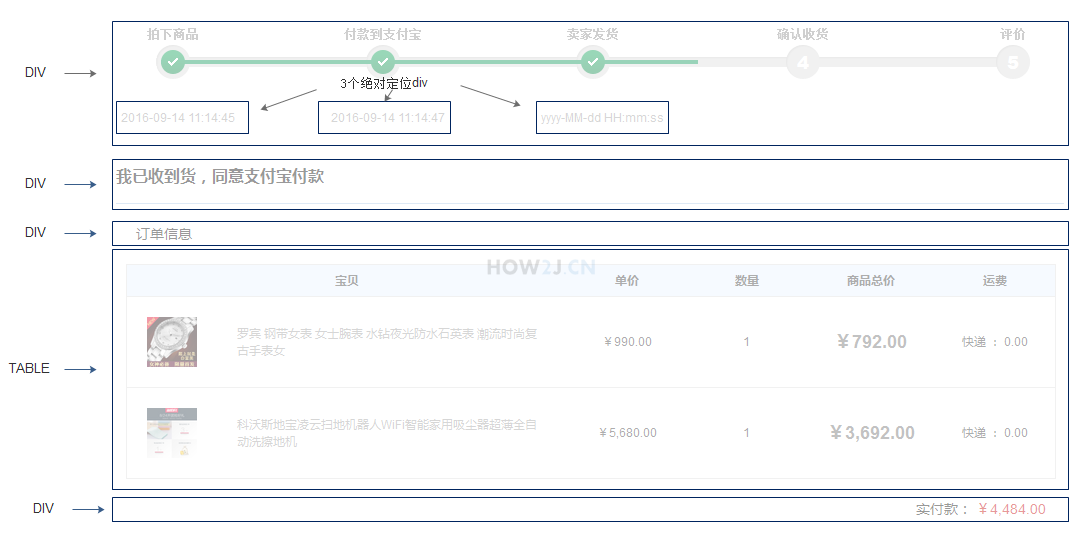 拍下商品 付款到支付宝 卖家发货 确认收货 评价
4 5
DIV
3个绝对定位div
2016-09-14 11:14:45 2016-09-14 11:14:47 yyyy-MM-dd HH:mm:ss
DIV
我已收到货，同意支付宝付款
DIV
订单信息
HOW2J.CN
宝贝 单价 数量 商品总价 运费
罗宾 钢带女表 女士腕表 水钻夜光防水石英表 潮流时尚复
古手表女
￥990.00 1 ￥792.00 快递 ： 0.00
TABLE
科沃斯地宝凌云扫地机器人WiFi智能家用吸尘器超薄全自
动洗擦地机
￥5,680.00 1 ￥3,692.00 快递 ： 0.00
DIV
实付款： ￥4,484.00